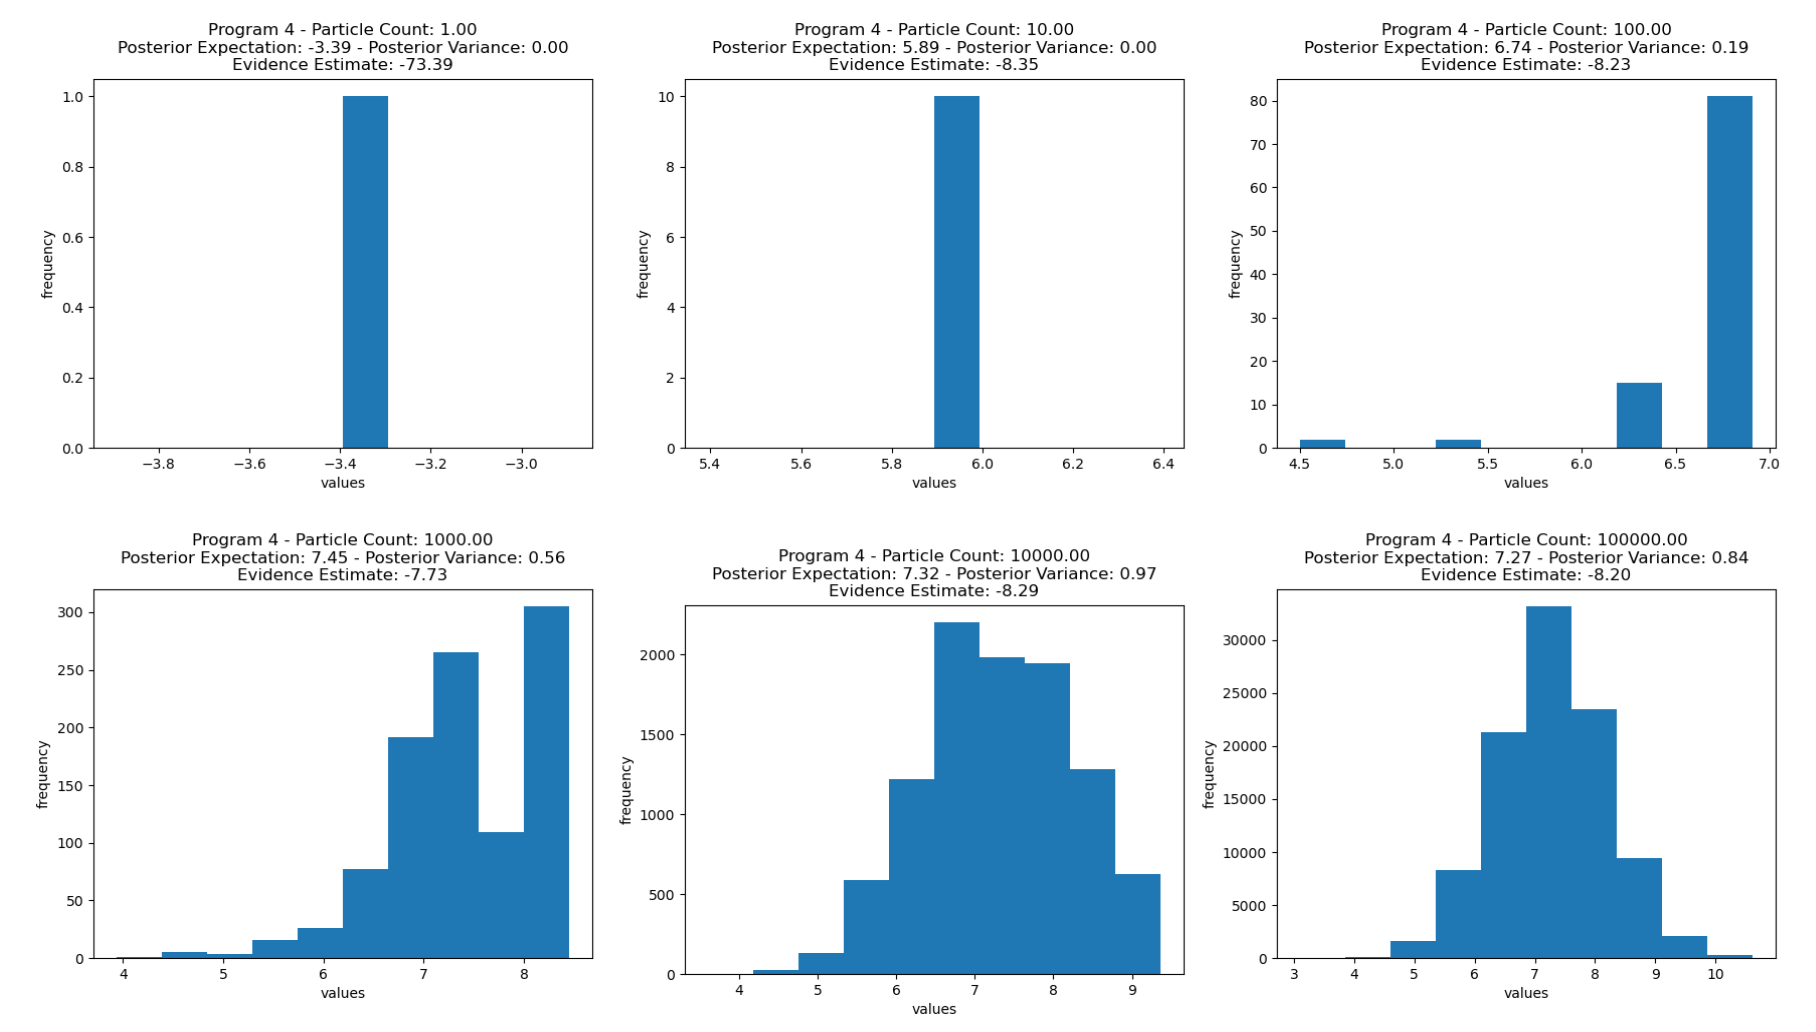 Program 4 - Particle Count: 1.00
Posterior Expectation: -3.39 - Posterior Variance: 0.00
Evidence Estimate: -73.39
1.0
0.8
0.6
0.4
0.2
0.0
frequency
−3.8
−3.6
−3.4
−3.2
−3.0
values
Program 4 - Particle Count: 10.00
Posterior Expectation: 5.89 - Posterior Variance: 0.00
Evidence Estimate: -8.35
10
8
6
4
2
0
frequency
5.4
5.6
5.8
6.0
6.2
6.4
values
Program 4 - Particle Count: 100.00
Posterior Expectation: 6.74 - Posterior Variance: 0.19
Evidence Estimate: -8.23
80
70
60
50
40
30
20
10
0
frequency
4.5
5.0
5.5
6.0
6.5
7.0
values
Program 4 - Particle Count: 1000.00
Posterior Expectation: 7.45 - Posterior Variance: 0.56
Evidence Estimate: -7.73
300
250
200
150
100
50
0
frequency
4
5
6
7
8
values
Program 4 - Particle Count: 10000.00
Posterior Expectation: 7.32 - Posterior Variance: 0.97
Evidence Estimate: -8.29
2000
1500
1000
500
0
frequency
4
5
6
7
8
9
values
Program 4 - Particle Count: 100000.00
Posterior Expectation: 7.27 - Posterior Variance: 0.84
Evidence Estimate: -8.20
30000
25000
20000
15000
10000
5000
0
frequency
3
4
5
6
7
8
9
10
values